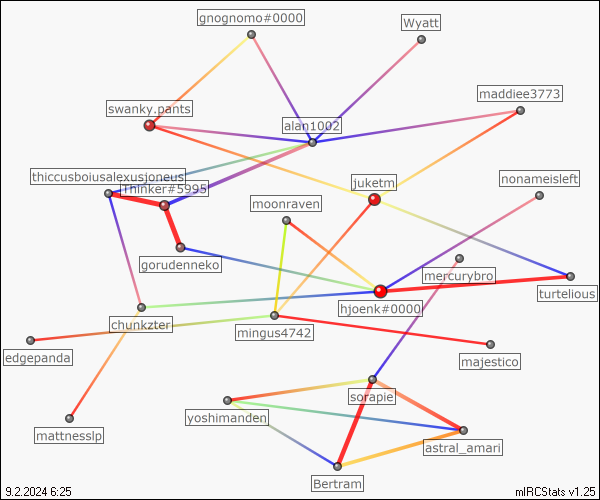 gnognomo#0000
Wyatt
maddiee3773
swanky.pants
alan1002
thiccusboiusalexusjoneus
Thinker#5995
juketm
nonameisleft
moonraven
gorudenneko
mercurybro
turtelious
hjoenk#0000
chunkzter
mingus4742
edgepanda
majestico
sorapie
yoshimanden
mattnesslp
astral_amari
Bertram
9.2.2024 6:25
mIRCStats v1.25